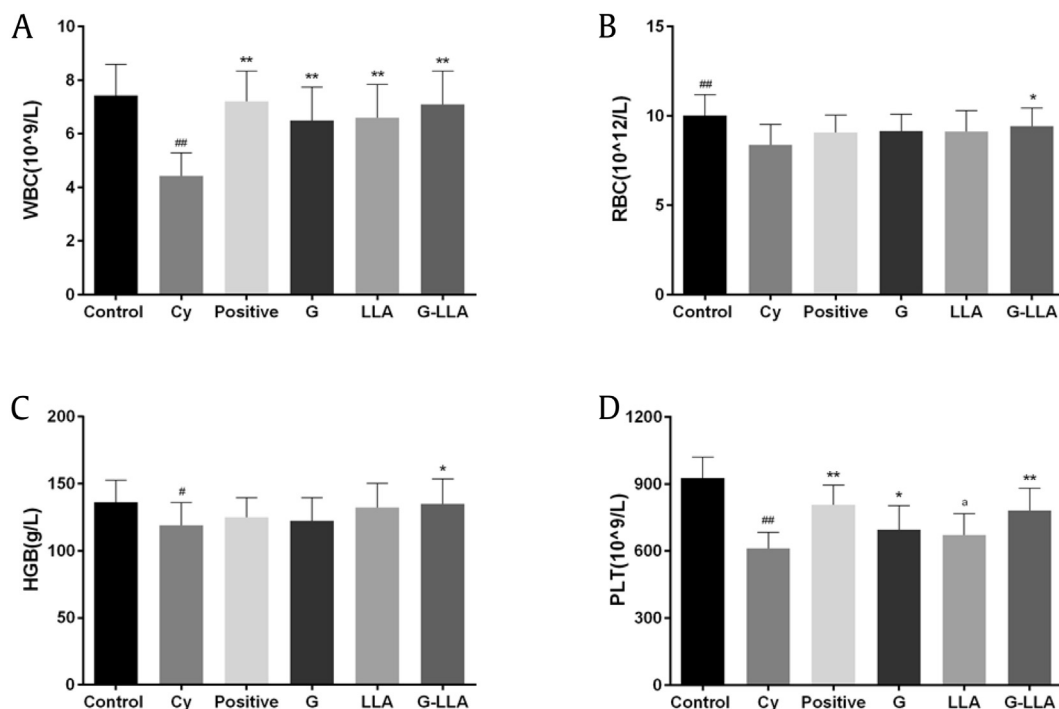 A
WBC(10^9/L)
10
8
6
4
2
0
##
**
**
**
**
Control Cy Positive G LLA G-LLA
B
RBC(10^12/L)
15
10
5
0
##
*
Control Cy Positive G LLA G-LLA
C
HGB(g/L)
200
150
100
50
0
#
*
Control Cy Positive G LLA G-LLA
D
PLT(10^9/L)
1200
900
600
300
0
##
**
*
a
**
Control Cy Positive G LLA G-LLA